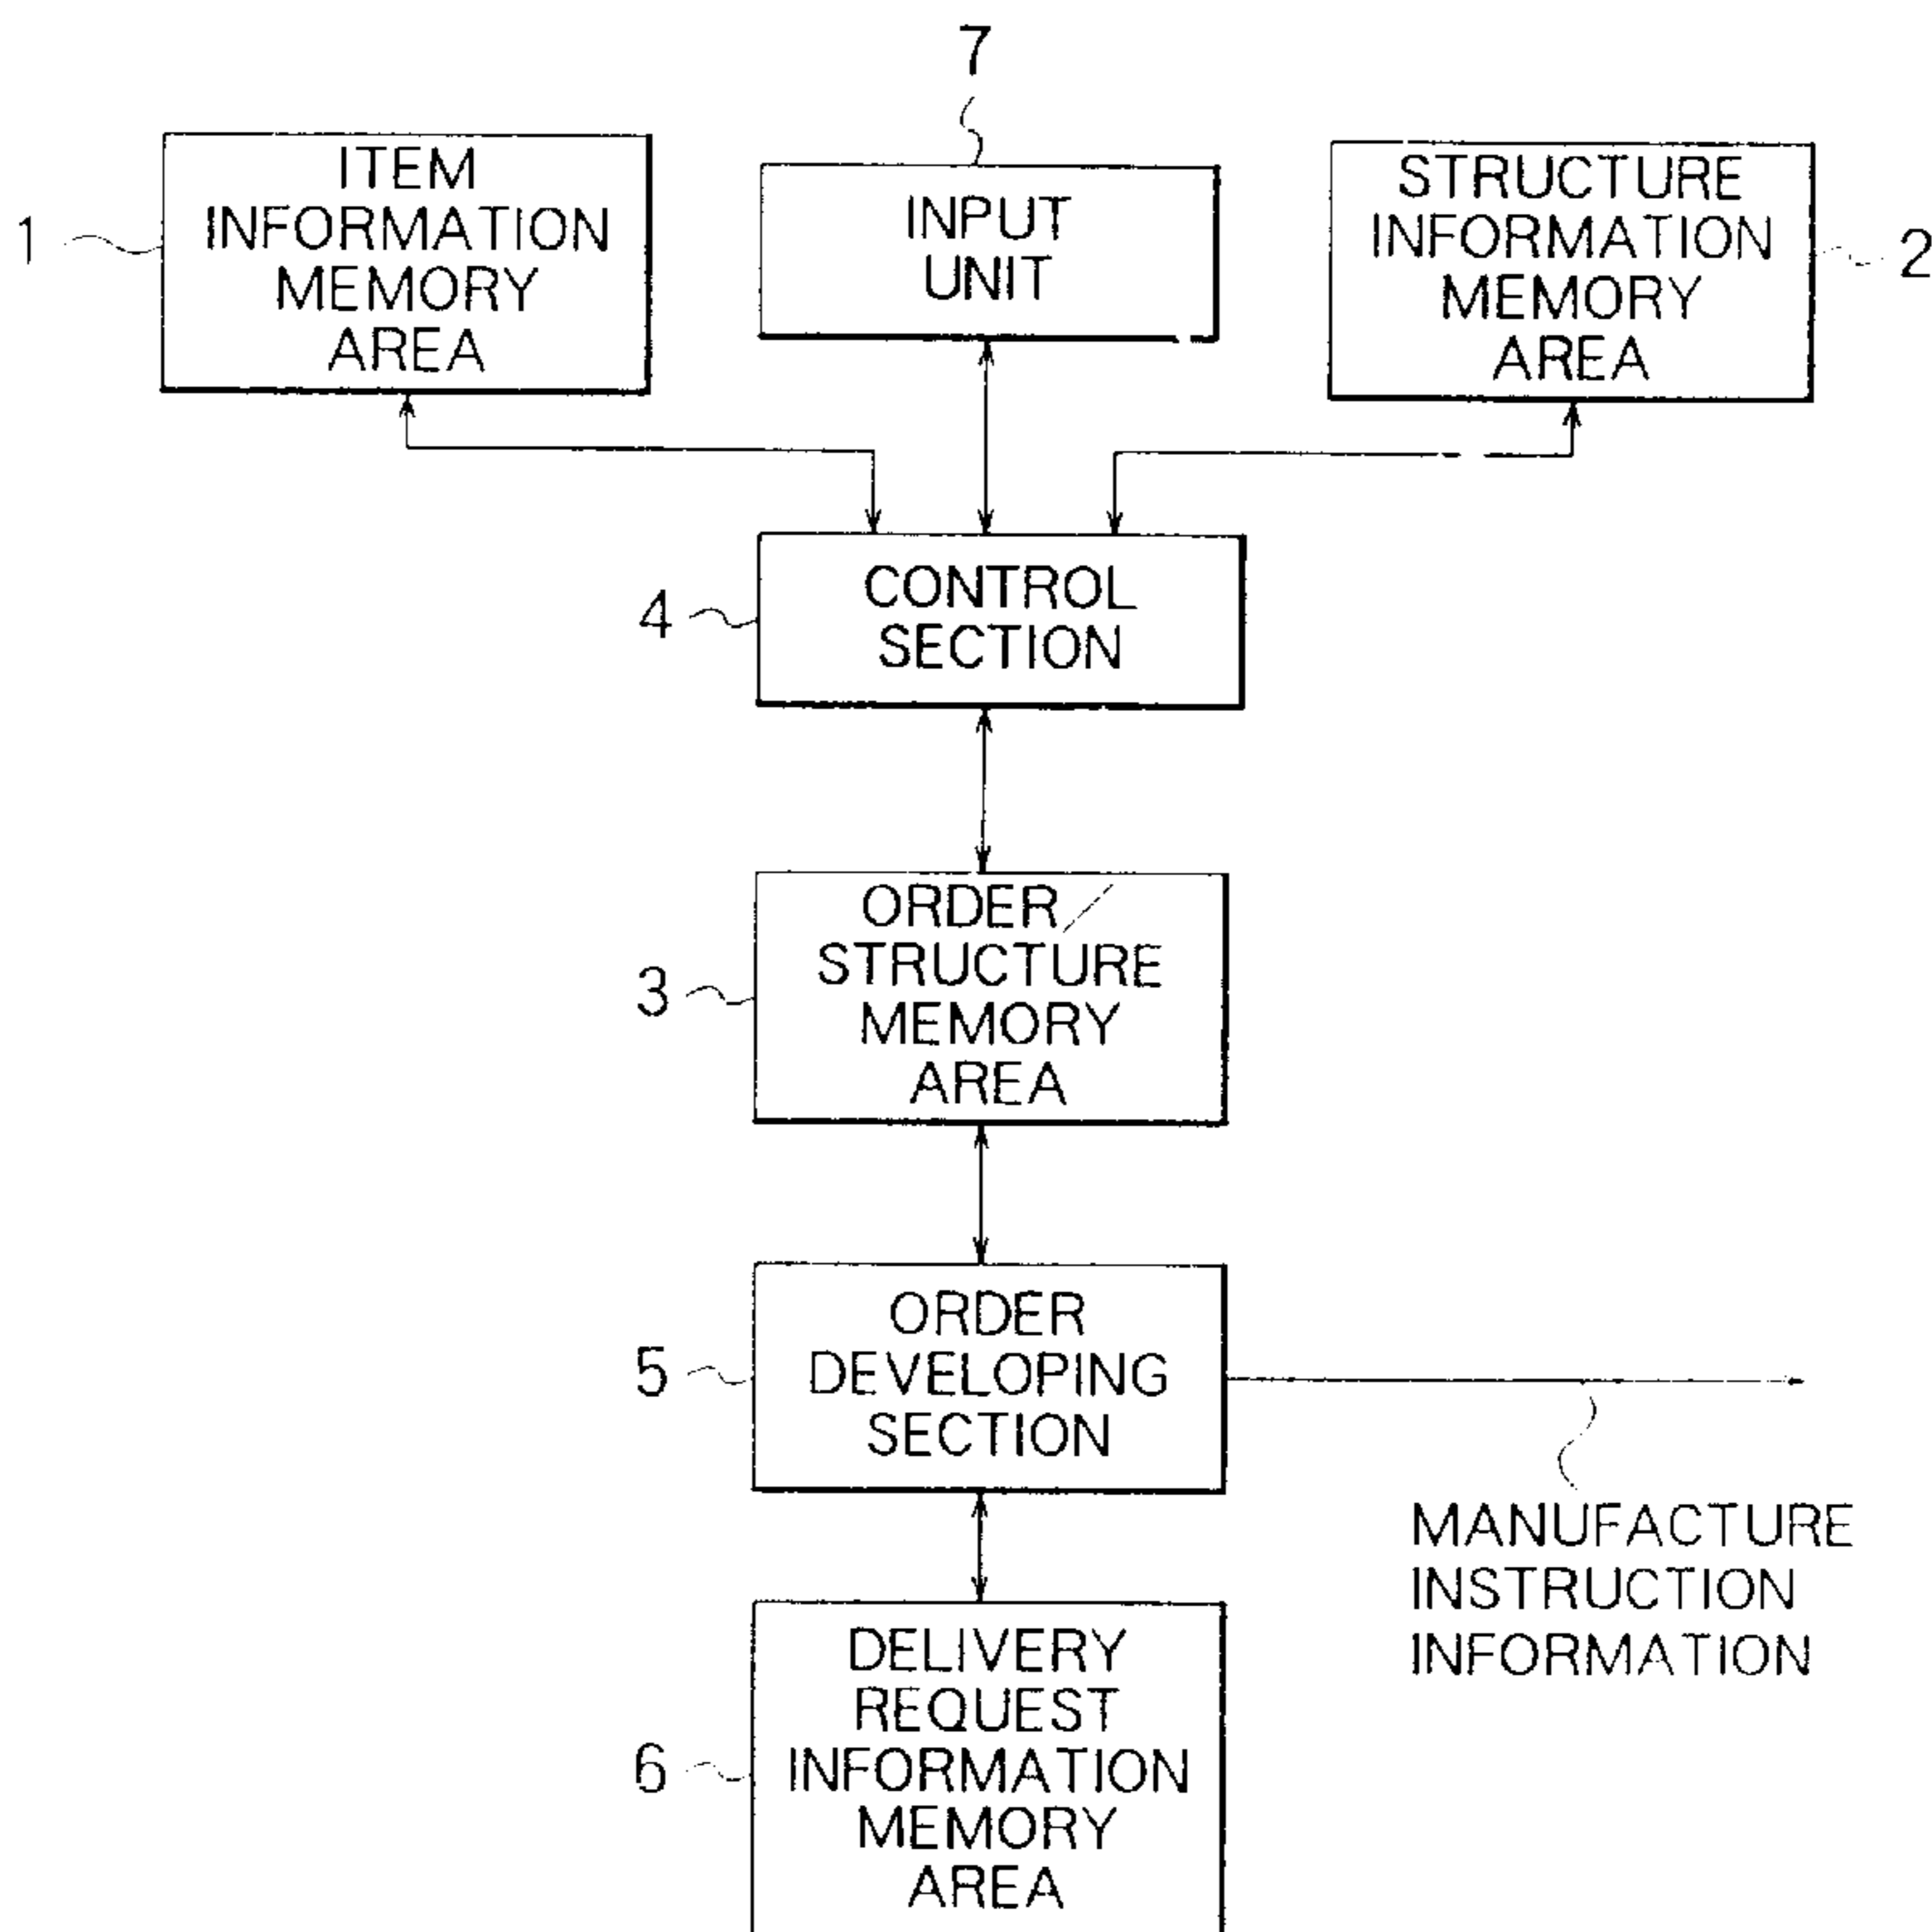 7
ITEM
INFORMATION
MEMORY
AREA
1
INPUT
UNIT
STRUCTURE
INFORMATION
MEMORY
AREA
2
CONTROL
SECTION
4
ORDER
STRUCTURE
MEMORY
AREA
3
ORDER
DEVELOPING
SECTION
5
MANUFACTURE
INSTRUCTION
INFORMATION
DELIVERY
REQUEST
INFORMATION
MEMORY
AREA
6